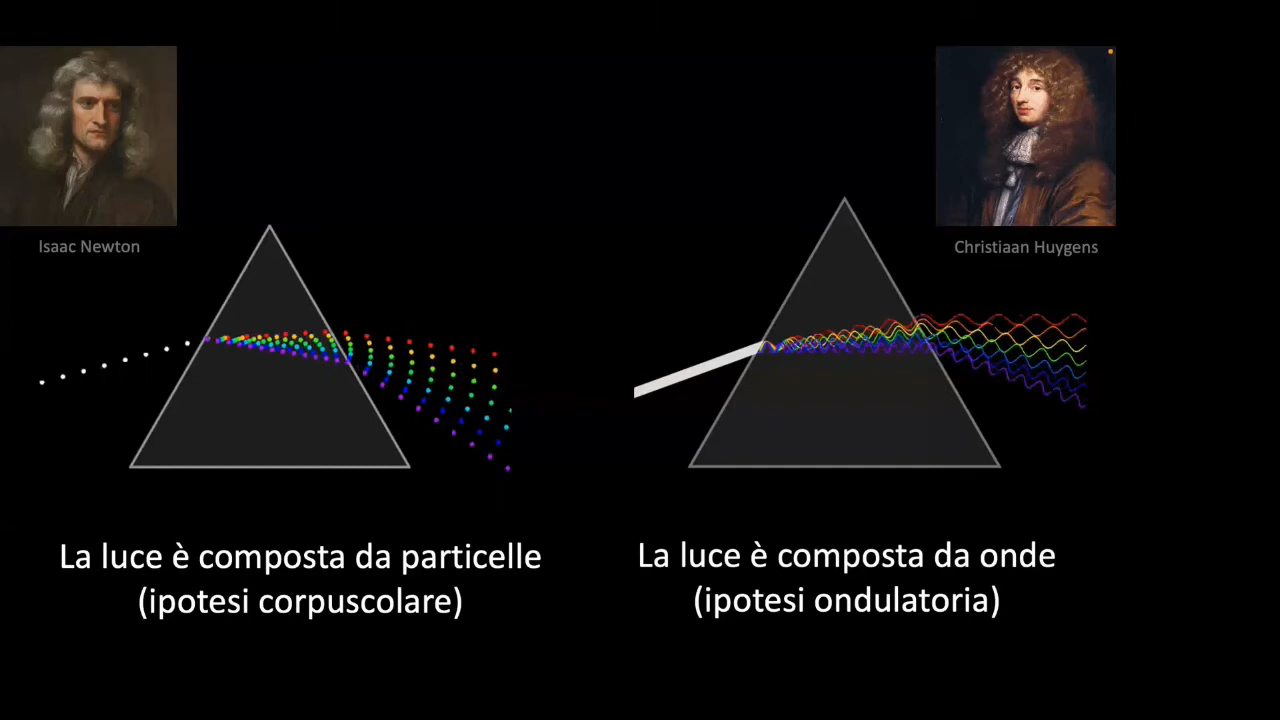 Isaac Newton
Christiaan Huygens
La luce è composta da particelle
(ipotesi corpuscolare)
La luce è composta da onde
(ipotesi ondulatoria)